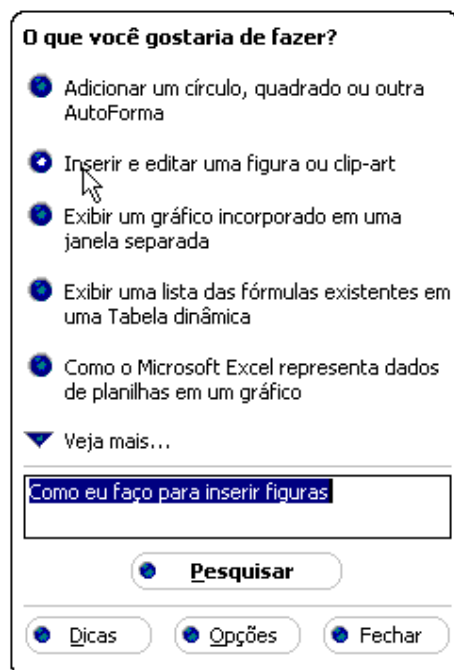 O que você gostaria de fazer?
Adicionar um círculo, quadrado ou outra
AutoForma
Inserir e editar uma figura ou clip-art
Exibir um gráfico incorporado em uma
janela separada
Exibir uma lista das fórmulas existentes em
uma Tabela dinâmica
Como o Microsoft Excel representa dados
de planilhas em um gráfico
Veja mais...
Como eu faço para inserir figuras
Pesquisar
Dicas
Opções
Fechar